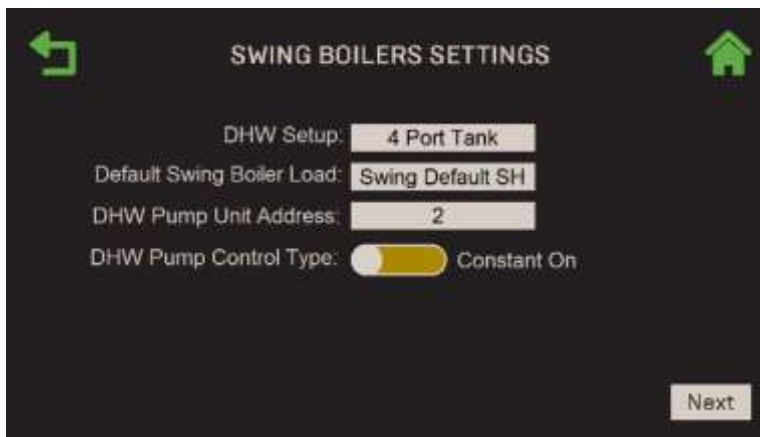 SWING BOILERS SETTINGS
DHW Setup: 4 Port Tank
Default Swing Boiler Load: Swing Default SH
DHW Pump Unit Address: 2
DHW Pump Control Type: Constant On
Next